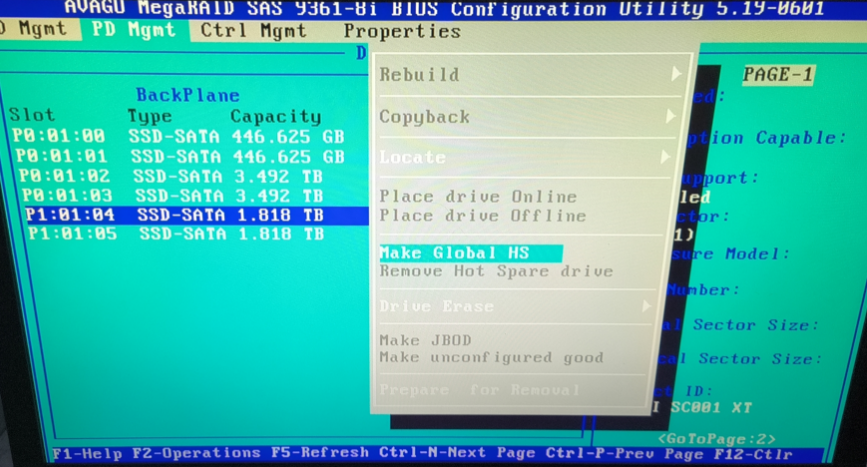 AVAGO MegaRAID SAS 9361-8i BIOS Configuration Utility 5.19-0601
D Mgmt PD Mgmt Ctrl Mgmt Properties
D
PAGE-1
BackPlane
Slot Type Capacity
P0:01:00 SSD-SATA 446.625 GB
P0:01:01 SSD-SATA 446.625 GB
P0:01:02 SSD-SATA 3.492 TB
P0:01:03 SSD-SATA 3.492 TB
P1:01:04 SSD-SATA 1.818 TB
P1:01:05 SSD-SATA 1.818 TB
Rebuild
Copyback
Locate
Place drive Online
Place drive Offline
Make Global HS
Remove Hot Spare drive
Drive Erase
Make JBOD
Make unconfigured good
Prepare for Removal
ed:
ption Capable:
upport:
led
ctor:
1)
sure Model:
Number:
al Sector Size:
cal Sector Size:
ct ID:
I SC001 XT
<GoToPage:2>
F1-Help F2-Operations F5-Refresh Ctrl-N-Next Page Ctrl-P-Prev Page F12-Ctlr